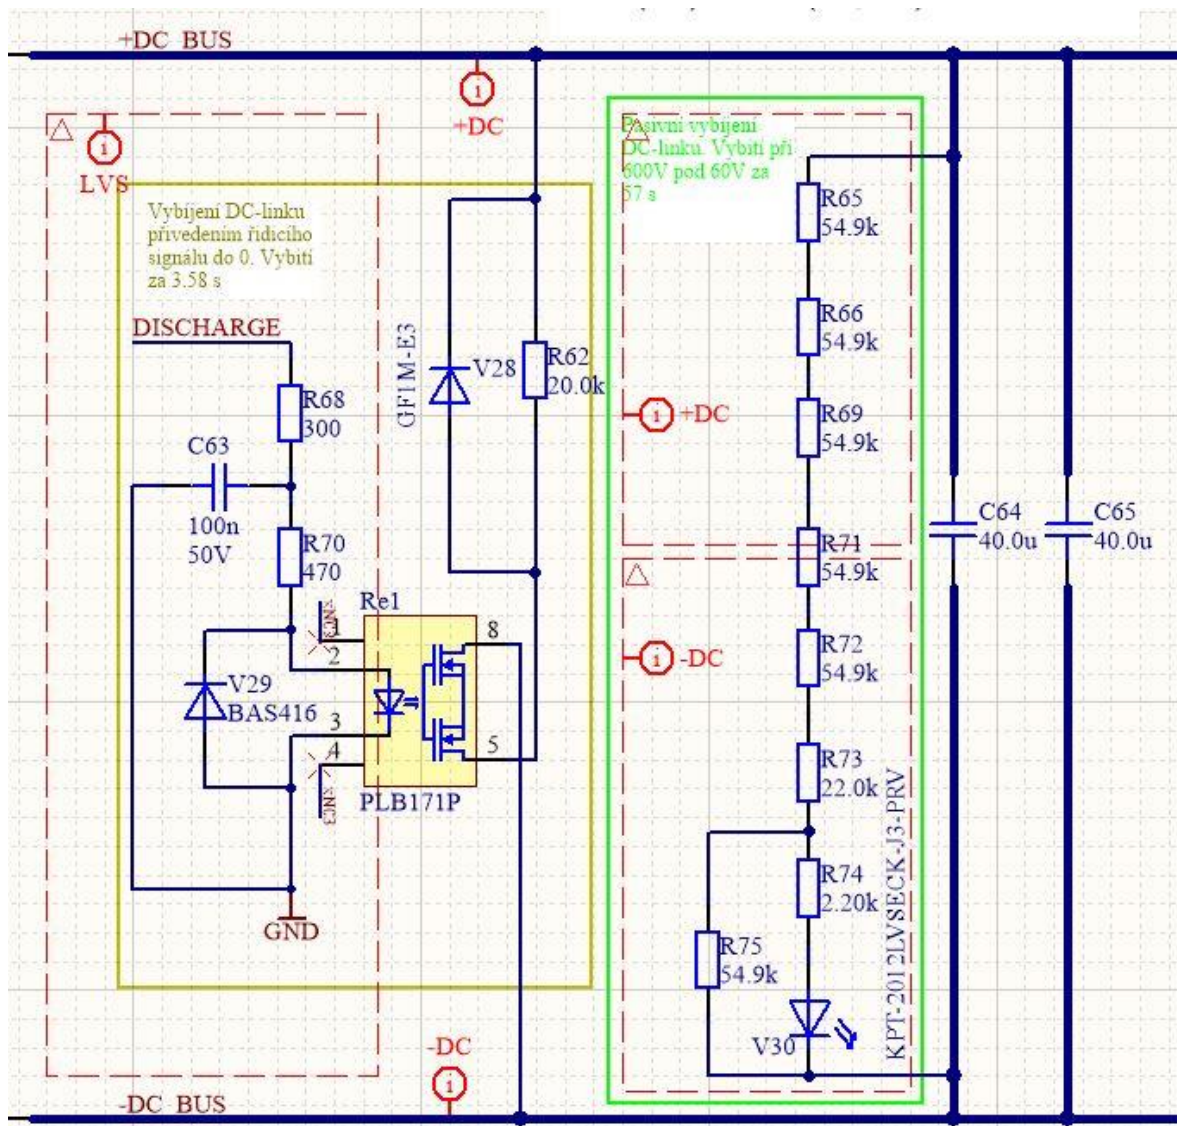 +DC BUS
+DC
LVS
Pasivní vybíjení
DC-linku. Vybití při
600V pod 60V za
57 s
Vybíjení DC-linku
přivedením řídicího
signálu do 0. Vybití
za 3.58 s
DISCHARGE
R68
300
C63
100n
50V
R70
470
GF1M-E3
V28
R62
20.0k
Re1
1
2
3
4
8
5
PLB171P
V29
BAS416
GND
R65
54.9k
R66
54.9k
+DC
R69
54.9k
R71
54.9k
-DC
R72
54.9k
R73
22.0k
R74
2.20k
R75
54.9k
V30
KPT-2012LVSECK-J3-PRV
C64
40.0u
C65
40.0u
-DC
-DC BUS